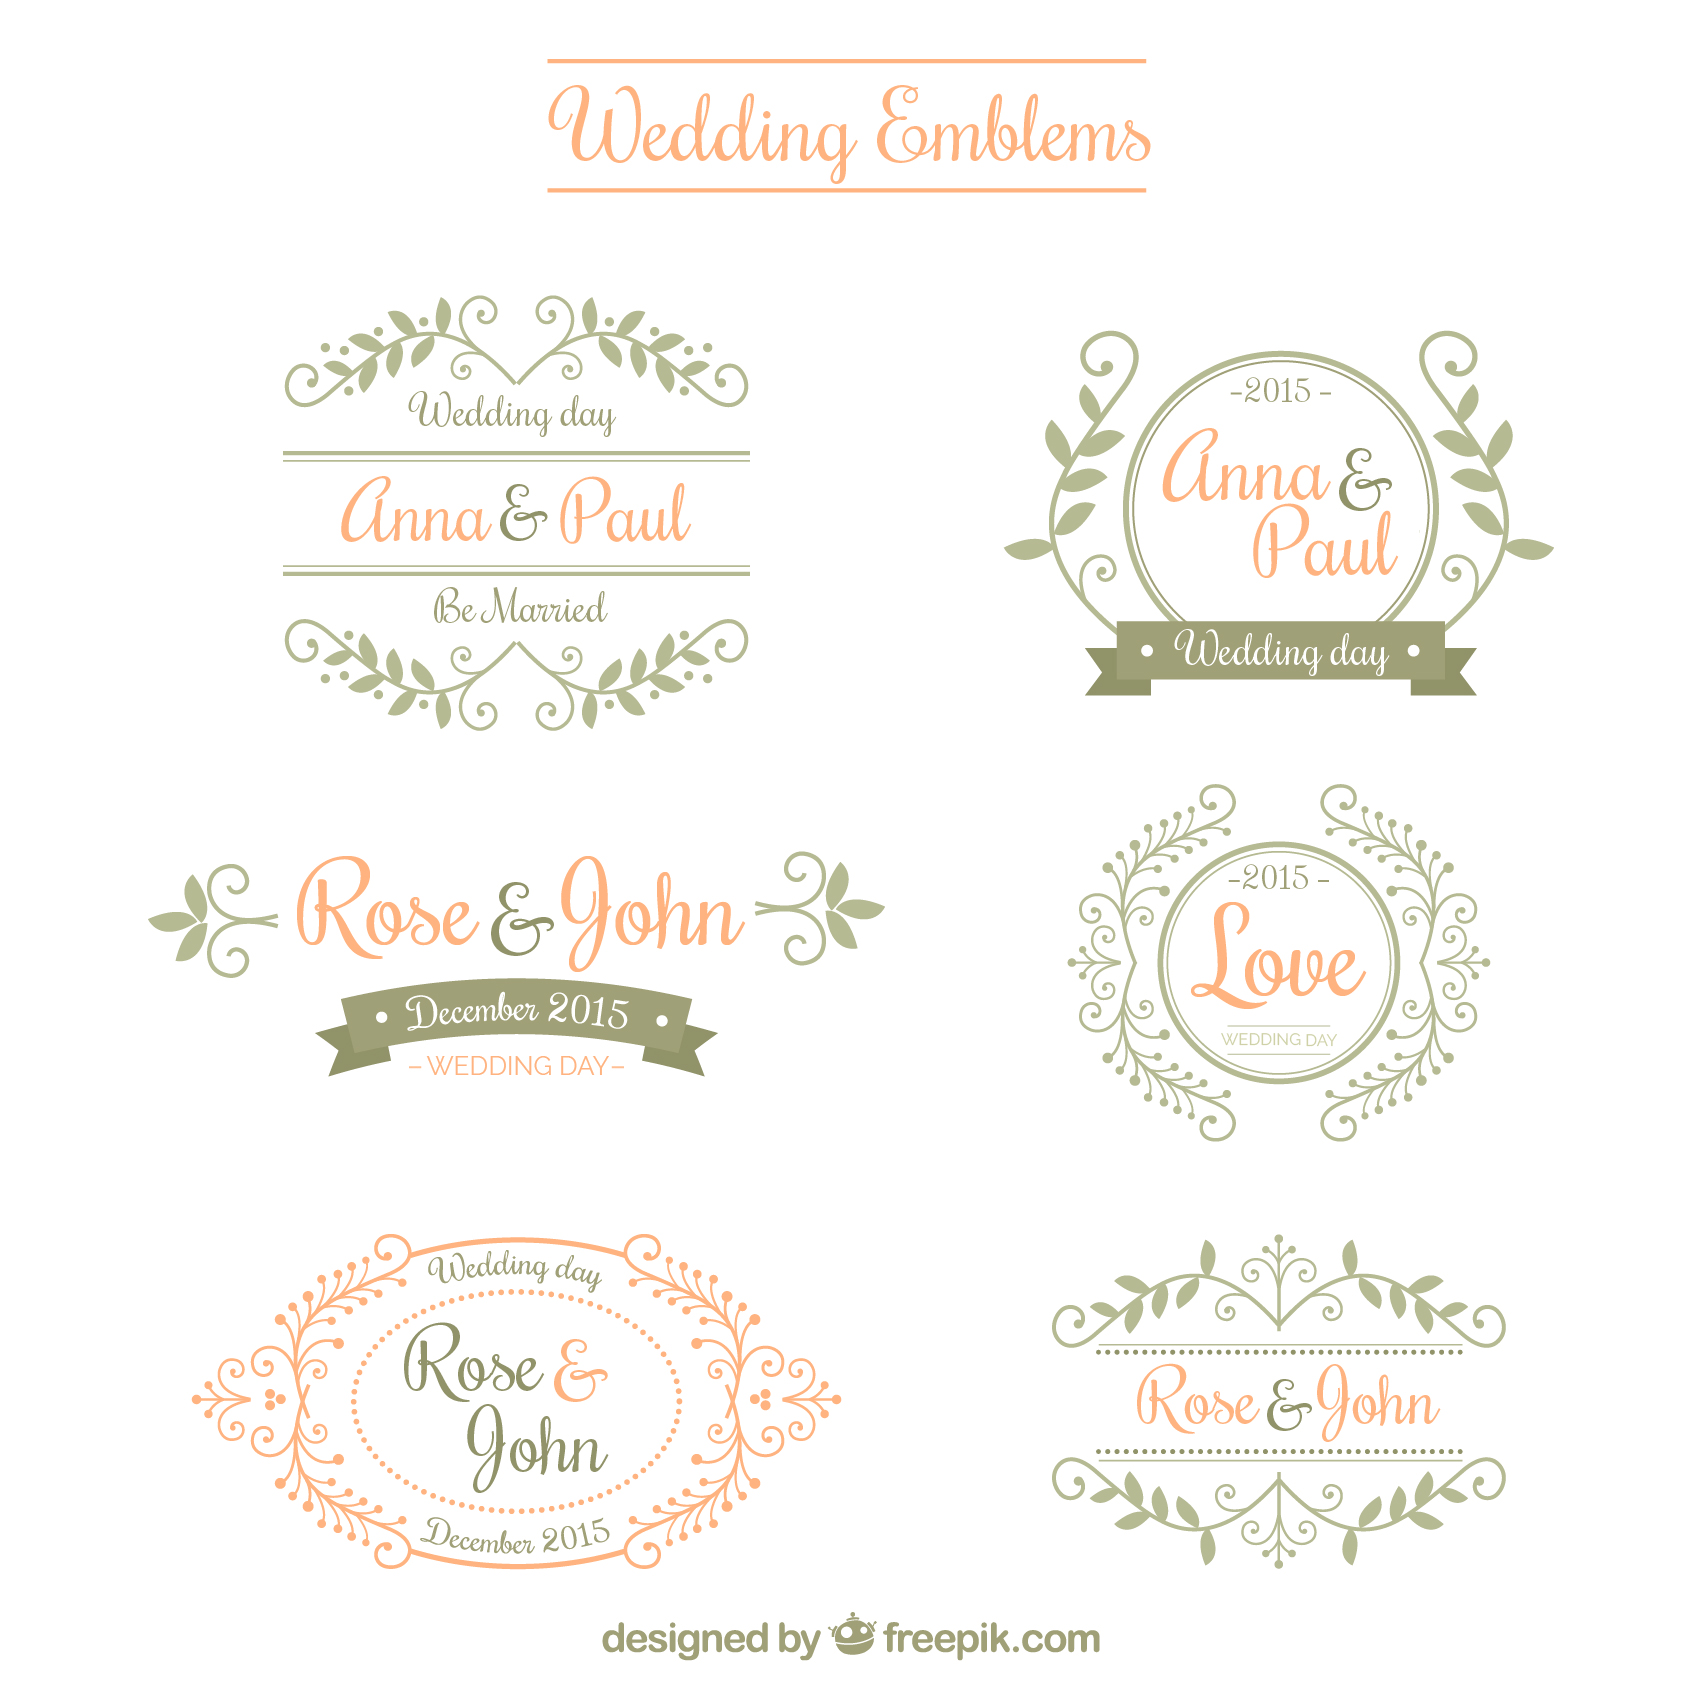 Wedding Emblems
Wedding day
Anna & Paul
Be Married
-2015 -
Anna &
Paul
Wedding day
Rose & John
December 2015
- WEDDING DAY-
-2015 -
Love
WEDDING DAY
Wedding day
Rose &
John
December 2015
Rose & John
designed by freepik.com